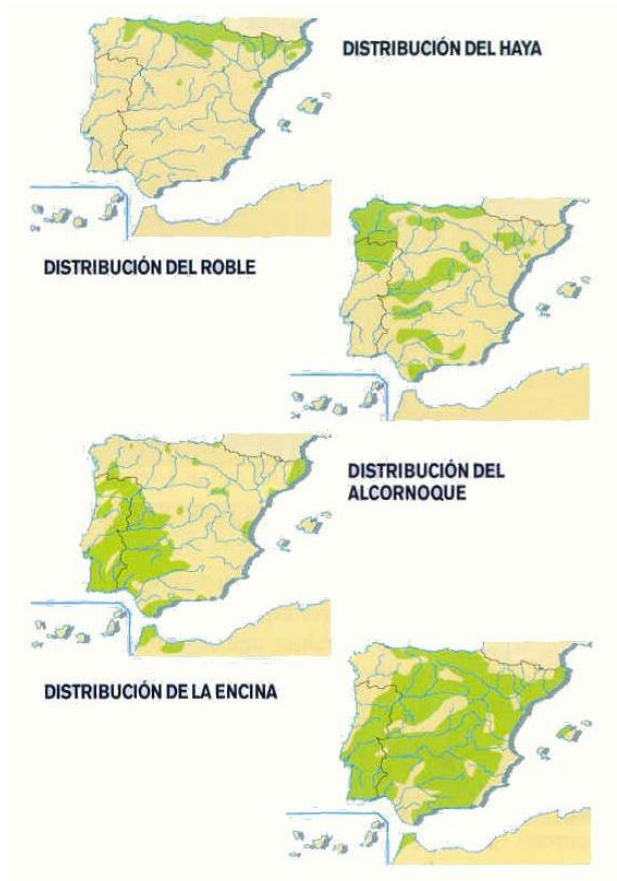 DISTRIBUCIÓN DEL HAYA
DISTRIBUCIÓN DEL ROBLE
DISTRIBUCIÓN DEL
ALCORNOQUE
DISTRIBUCIÓN DE LA ENCINA